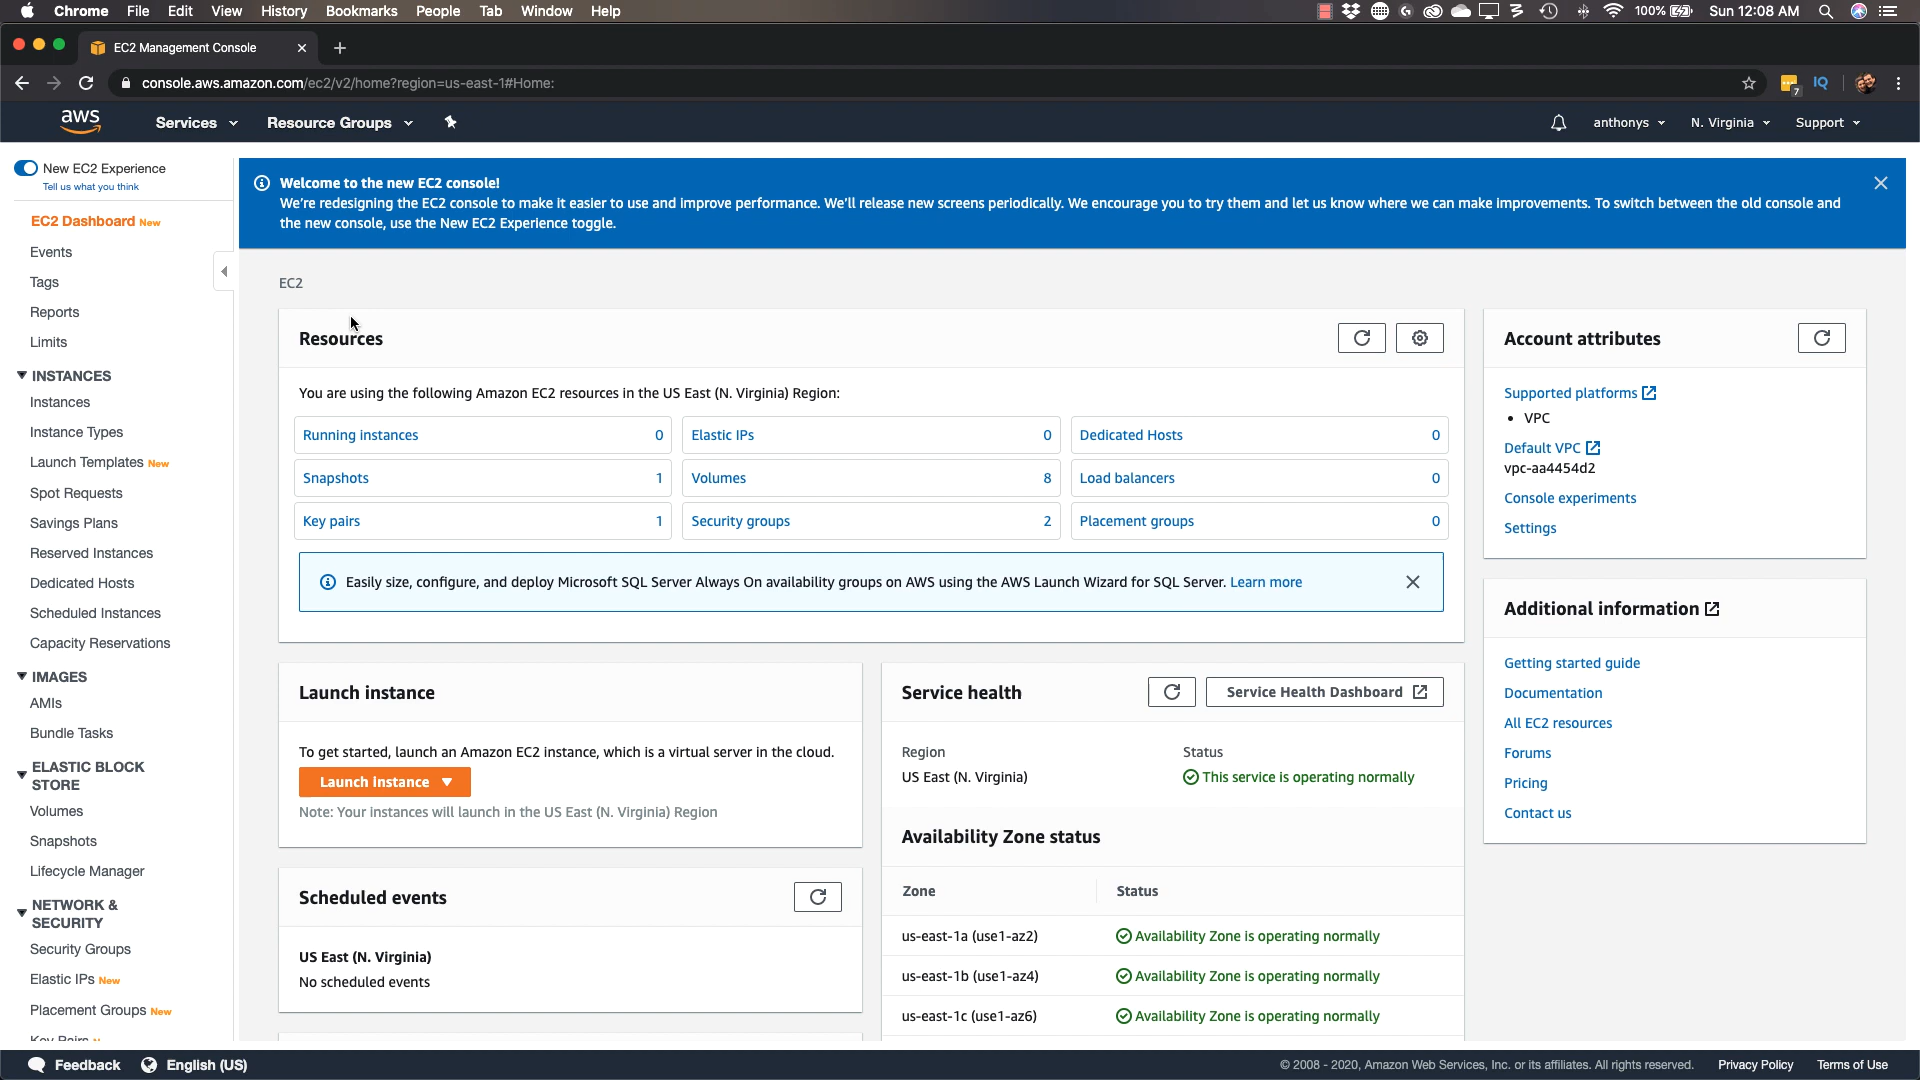 Chrome File Edit View History Bookmarks People Tab Window Help
100% Sun 12:08 AM
EC2 Management Console
console.aws.amazon.com/ec2/v2/home?region=us-east-1#Home:
7 IQ
aws Services Resource Groups anthonys N. Virginia Support
New EC2 Experience
Tell us what you think
EC2 Dashboard New
Events
Tags
Reports
Limits
INSTANCES
Instances
Instance Types
Launch Templates New
Spot Requests
Savings Plans
Reserved Instances
Dedicated Hosts
Scheduled Instances
Capacity Reservations
IMAGES
AMIs
Bundle Tasks
ELASTIC BLOCK
STORE
Volumes
Snapshots
Lifecycle Manager
NETWORK &
SECURITY
Security Groups
Elastic IPs New
Placement Groups New
Key Pairs
Welcome to the new EC2 console!
We're redesigning the EC2 console to make it easier to use and improve performance. We'll release new screens periodically. We encourage you to try them and let us know where we can make improvements. To switch between the old console and
the new console, use the New EC2 Experience toggle.
EC2
Resources
You are using the following Amazon EC2 resources in the US East (N. Virginia) Region:
Running instances 0 Elastic IPs 0 Dedicated Hosts 0
Snapshots 1 Volumes 8 Load balancers 0
Key pairs 1 Security groups 2 Placement groups 0
Easily size, configure, and deploy Microsoft SQL Server Always On availability groups on AWS using the AWS Launch Wizard for SQL Server. Learn more
Launch instance
To get started, launch an Amazon EC2 instance, which is a virtual server in the cloud.
Launch instance
Note: Your instances will launch in the US East (N. Virginia) Region
Scheduled events
US East (N. Virginia)
No scheduled events
Service health
Service Health Dashboard
Region Status
US East (N. Virginia) This service is operating normally
Availability Zone status
Zone Status
us-east-1a (use1-az2) Availability Zone is operating normally
us-east-1b (use1-az4) Availability Zone is operating normally
us-east-1c (use1-az6) Availability Zone is operating normally
Account attributes
Supported platforms
• VPC
Default VPC
vpc-aa4454d2
Console experiments
Settings
Additional information
Getting started guide
Documentation
All EC2 resources
Forums
Pricing
Contact us
Feedback English (US) © 2008 - 2020, Amazon Web Services, Inc. or its affiliates. All rights reserved. Privacy Policy Terms of Use